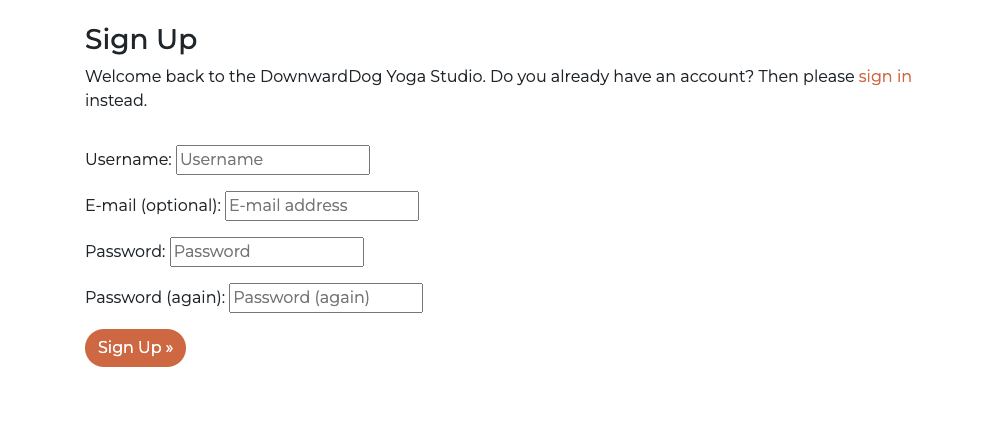 Sign Up
Welcome back to the DownwardDog Yoga Studio. Do you already have an account? Then please sign in
instead.
Username: Username
E-mail (optional): E-mail address
Password: Password
Password (again): Password (again)
Sign Up »